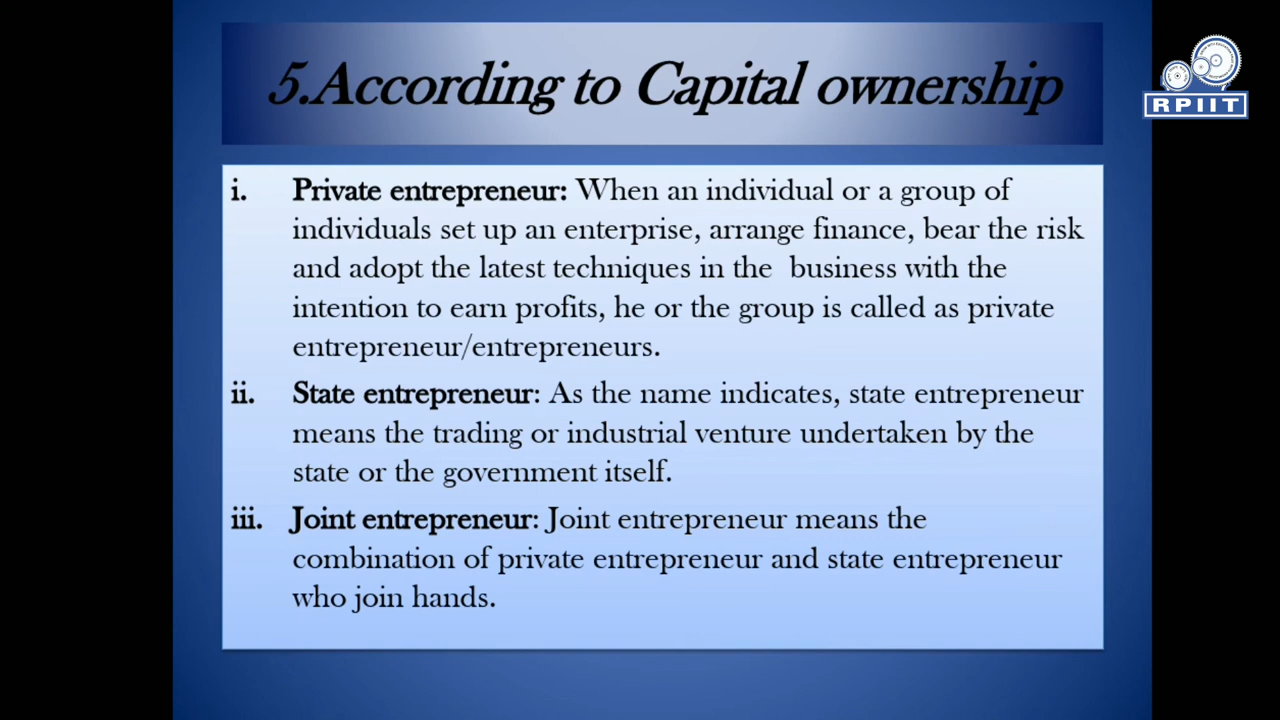 5.According to Capital ownership
RPIIT
i. Private entrepreneur: When an individual or a group of
individuals set up an enterprise, arrange finance, bear the risk
and adopt the latest techniques in the business with the
intention to earn profits, he or the group is called as private
entrepreneur/entrepreneurs.
ii. State entrepreneur: As the name indicates, state entrepreneur
means the trading or industrial venture undertaken by the
state or the government itself.
iii. Joint entrepreneur: Joint entrepreneur means the
combination of private entrepreneur and state entrepreneur
who join hands.